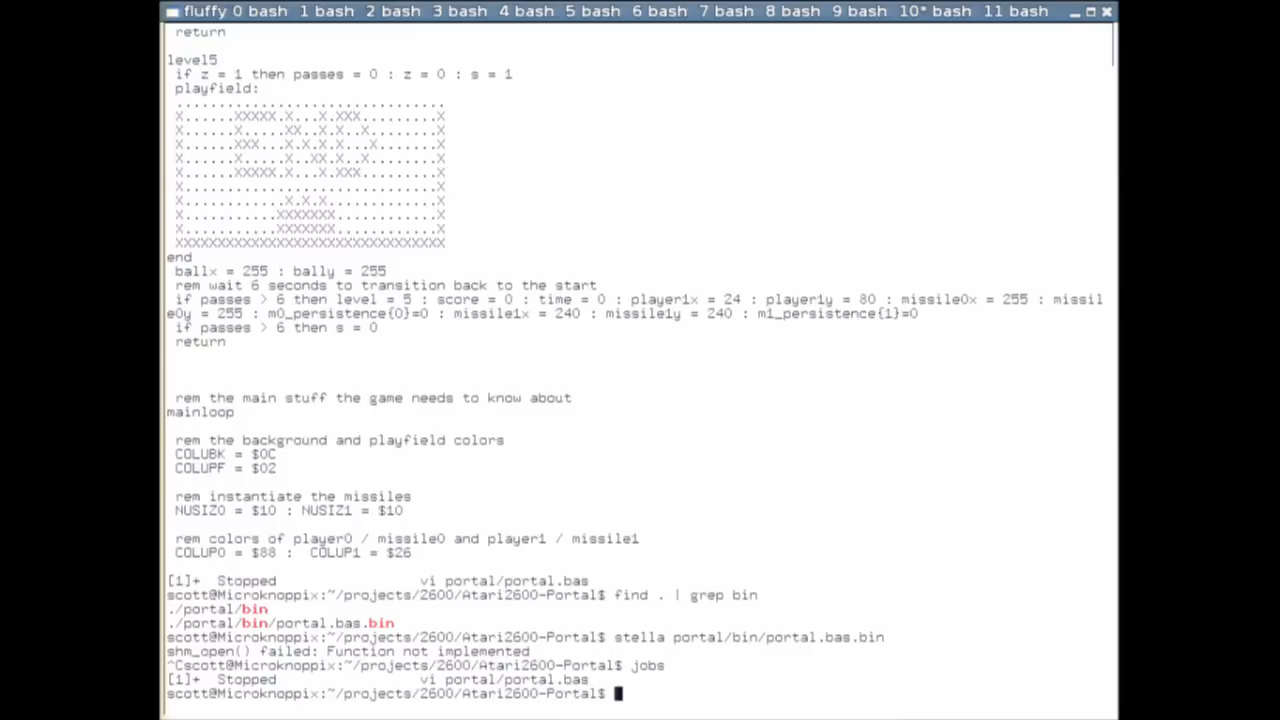 fluffy 0 bash 1 bash 2 bash 3 bash 4 bash 5 bash 6 bash 7 bash 8 bash 9 bash 10* bash 11 bash
return
level5
if z = 1 then passes = 0 : z = 0 : s = 1
playfield:
................................
X......XXXXX.X...X.XXX.........X
X......X.....XX..X.X..X........X
X......XXX...X.X.X.X...X.......X
X......X.....X..XX.X..X........X
X......XXXXX.X...X.XXX.........X
X..............................X
X............X.X.X.............X
X...........XXXXXXX............X
X...........XXXXXXX............X
XXXXXXXXXXXXXXXXXXXXXXXXXXXXXXXX
end
ballx = 255 : bally = 255
rem wait 6 seconds to transition back to the start
if passes > 6 then level = 5 : score = 0 : time = 0 : player1x = 24 : player1y = 80 : missile0x = 255 : missil
e0y = 255 : m0_persistence{0}=0 : missile1x = 240 : missile1y = 240 : m1_persistence{1}=0
if passes > 6 then s = 0
return
rem the main stuff the game needs to know about
mainloop
rem the background and playfield colors
COLUBK = $0C
COLUPF = $02
rem instantiate the missiles
NUSIZ0 = $10 : NUSIZ1 = $10
rem colors of player0 / missile0 and player1 / missile1
COLUP0 = $88 :  COLUP1 = $26
[1]+  Stopped                 vi portal/portal.bas
scott@Microknoppix:~/projects/2600/Atari2600-Portal$ find . | grep bin
./portal/bin
./portal/bin/portal.bas.bin
scott@Microknoppix:~/projects/2600/Atari2600-Portal$ stella portal/bin/portal.bas.bin
shm_open() failed: Function not implemented
^Cscott@Microknoppix:~/projects/2600/Atari2600-Portal$ jobs
[1]+  Stopped                 vi portal/portal.bas
scott@Microknoppix:~/projects/2600/Atari2600-Portal$